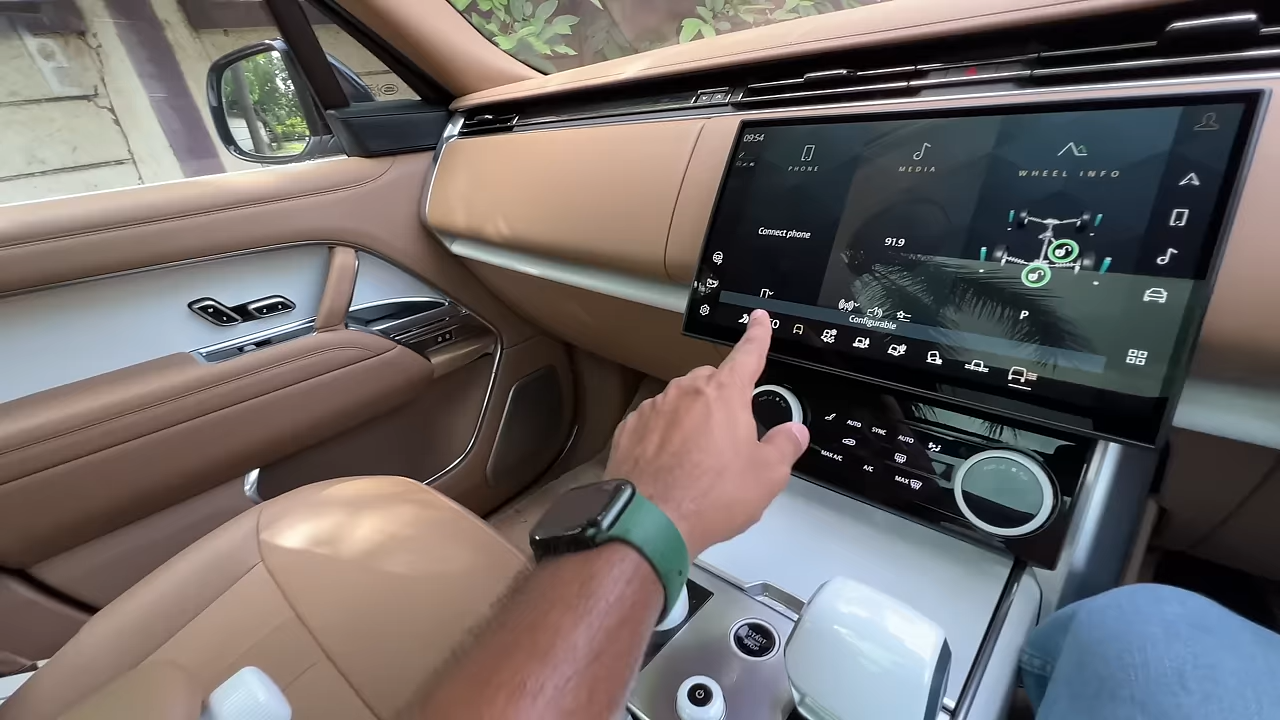 09:54
PHONE
MEDIA
WHEEL INFO
Connect phone
91.9
P
Configurable
AUTO
SYNC
AUTO
MAX A/C
A/C
MAX
START
STOP